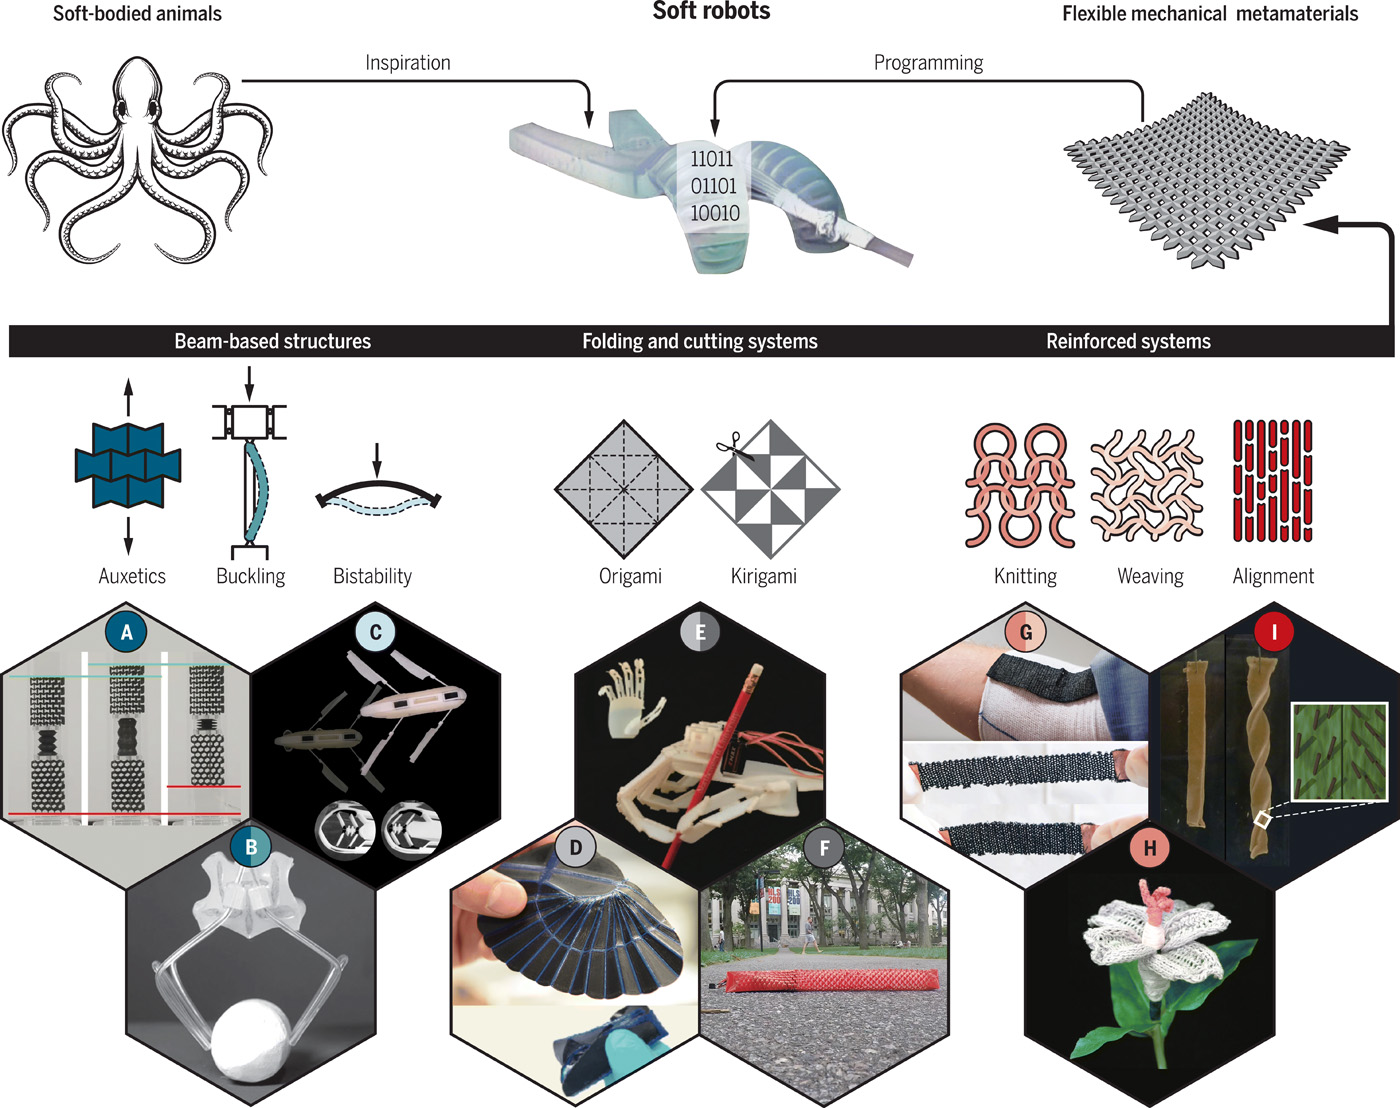 Soft-bodied animals
Soft robots
Flexible mechanical metamaterials
Inspiration
Programming
11011
01101
10010
Beam-based structures
Folding and cutting systems
Reinforced systems
Auxetics
Buckling
Bistability
Origami
Kirigami
Knitting
Weaving
Alignment
A
C
E
G
I
B
D
F
H